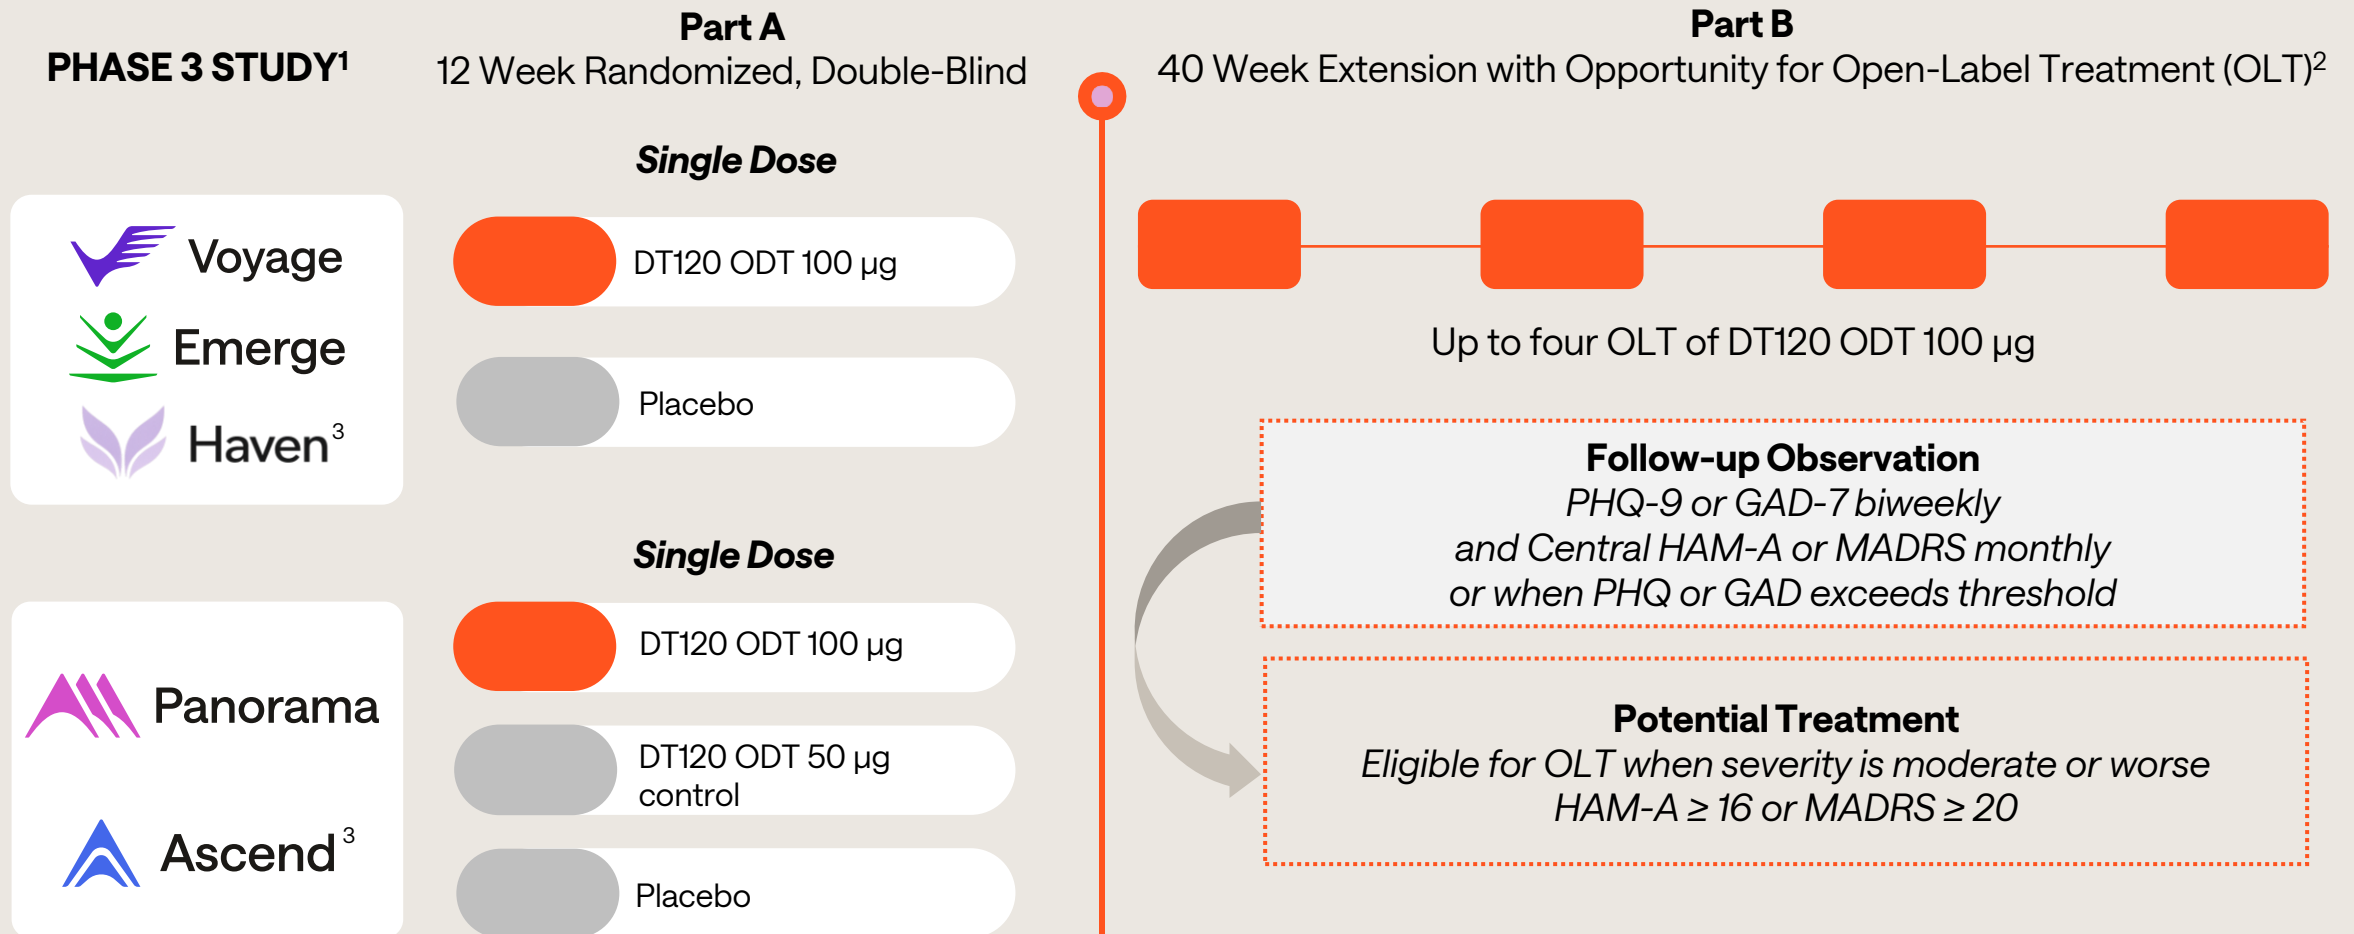 PHASE 3 STUDY¹
Part A
12 Week Randomized, Double-Blind
Part B
40 Week Extension with Opportunity for Open-Label Treatment (OLT)²
Voyage
Emerge
Haven³
Single Dose
DT120 ODT 100 µg
Placebo
Up to four OLT of DT120 ODT 100 µg
Follow-up Observation
PHQ-9 or GAD-7 biweekly
and Central HAM-A or MADRS monthly
or when PHQ or GAD exceeds threshold
Panorama
Ascend³
Single Dose
DT120 ODT 100 µg
DT120 ODT 50 µg
control
Placebo
Potential Treatment
Eligible for OLT when severity is moderate or worse
HAM-A ≥ 16 or MADRS ≥ 20